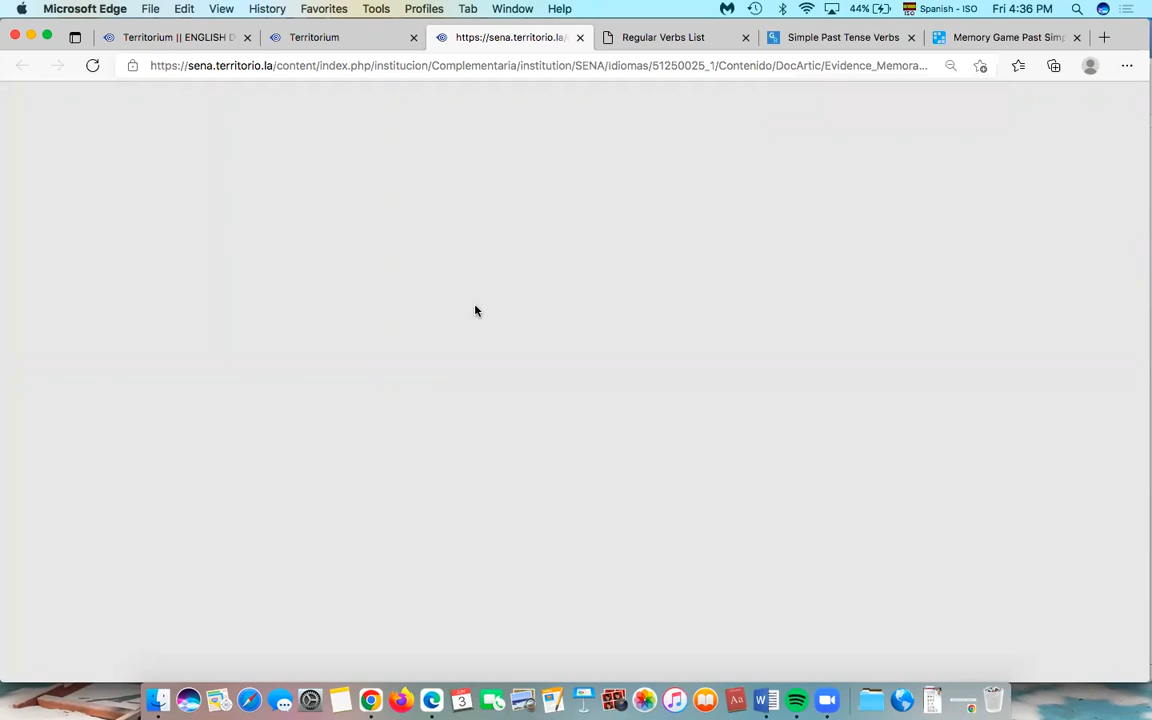 Microsoft Edge File Edit View History Favorites Tools Profiles Tab Window Help 44% Spanish - ISO Fri 4:36 PM
Territorium || ENGLISH D Territorium https://sena.territorio.la/ Regular Verbs List Simple Past Tense Verbs Memory Game Past Simp
https://sena.territorio.la/content/index.php/institucion/Complementaria/institution/SENA/Idiomas/51250025_1/Contenido/DocArtic/Evidence_Memora...
3
Aa